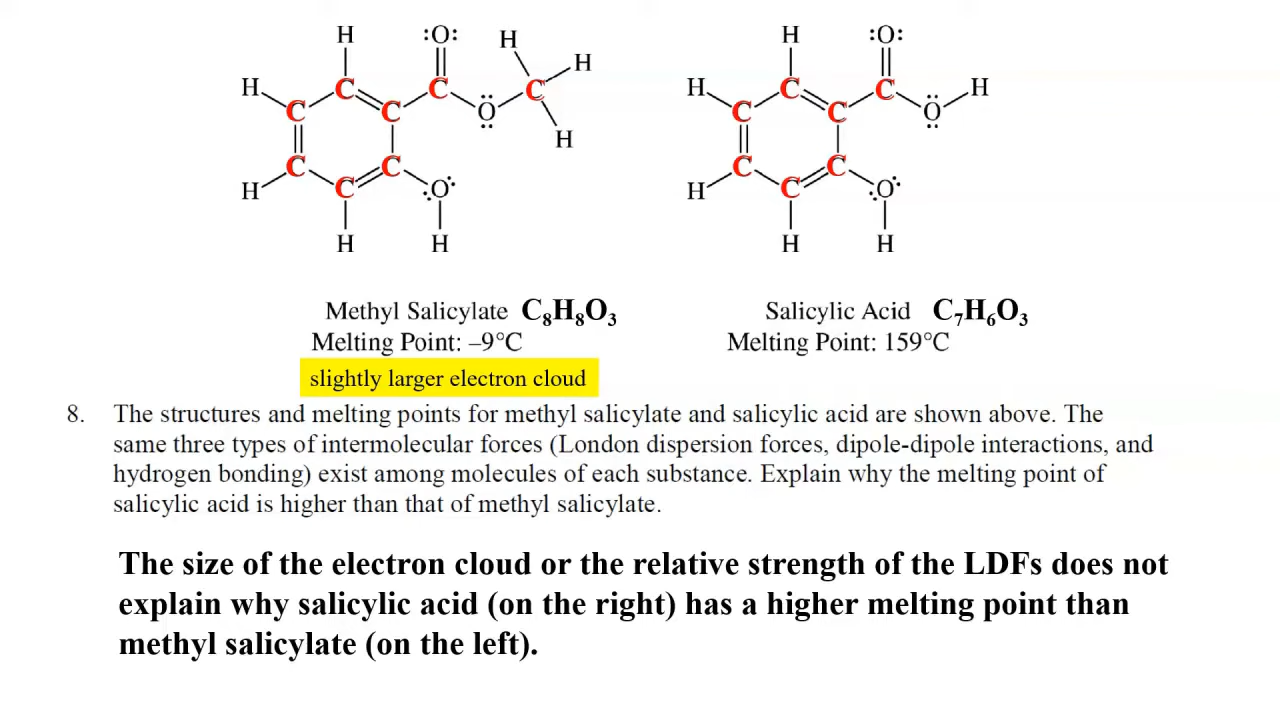 H :O: H H :O:
H C C H H C C H
C C O C C C O
C C H C C
H C O H C O
H H H H H
Methyl Salicylate C₈H₈O₃ Salicylic Acid C₇H₆O₃
Melting Point: –9°C Melting Point: 159°C
slightly larger electron cloud
8. The structures and melting points for methyl salicylate and salicylic acid are shown above. The
same three types of intermolecular forces (London dispersion forces, dipole-dipole interactions, and
hydrogen bonding) exist among molecules of each substance. Explain why the melting point of
salicylic acid is higher than that of methyl salicylate.
The size of the electron cloud or the relative strength of the LDFs does not
explain why salicylic acid (on the right) has a higher melting point than
methyl salicylate (on the left).